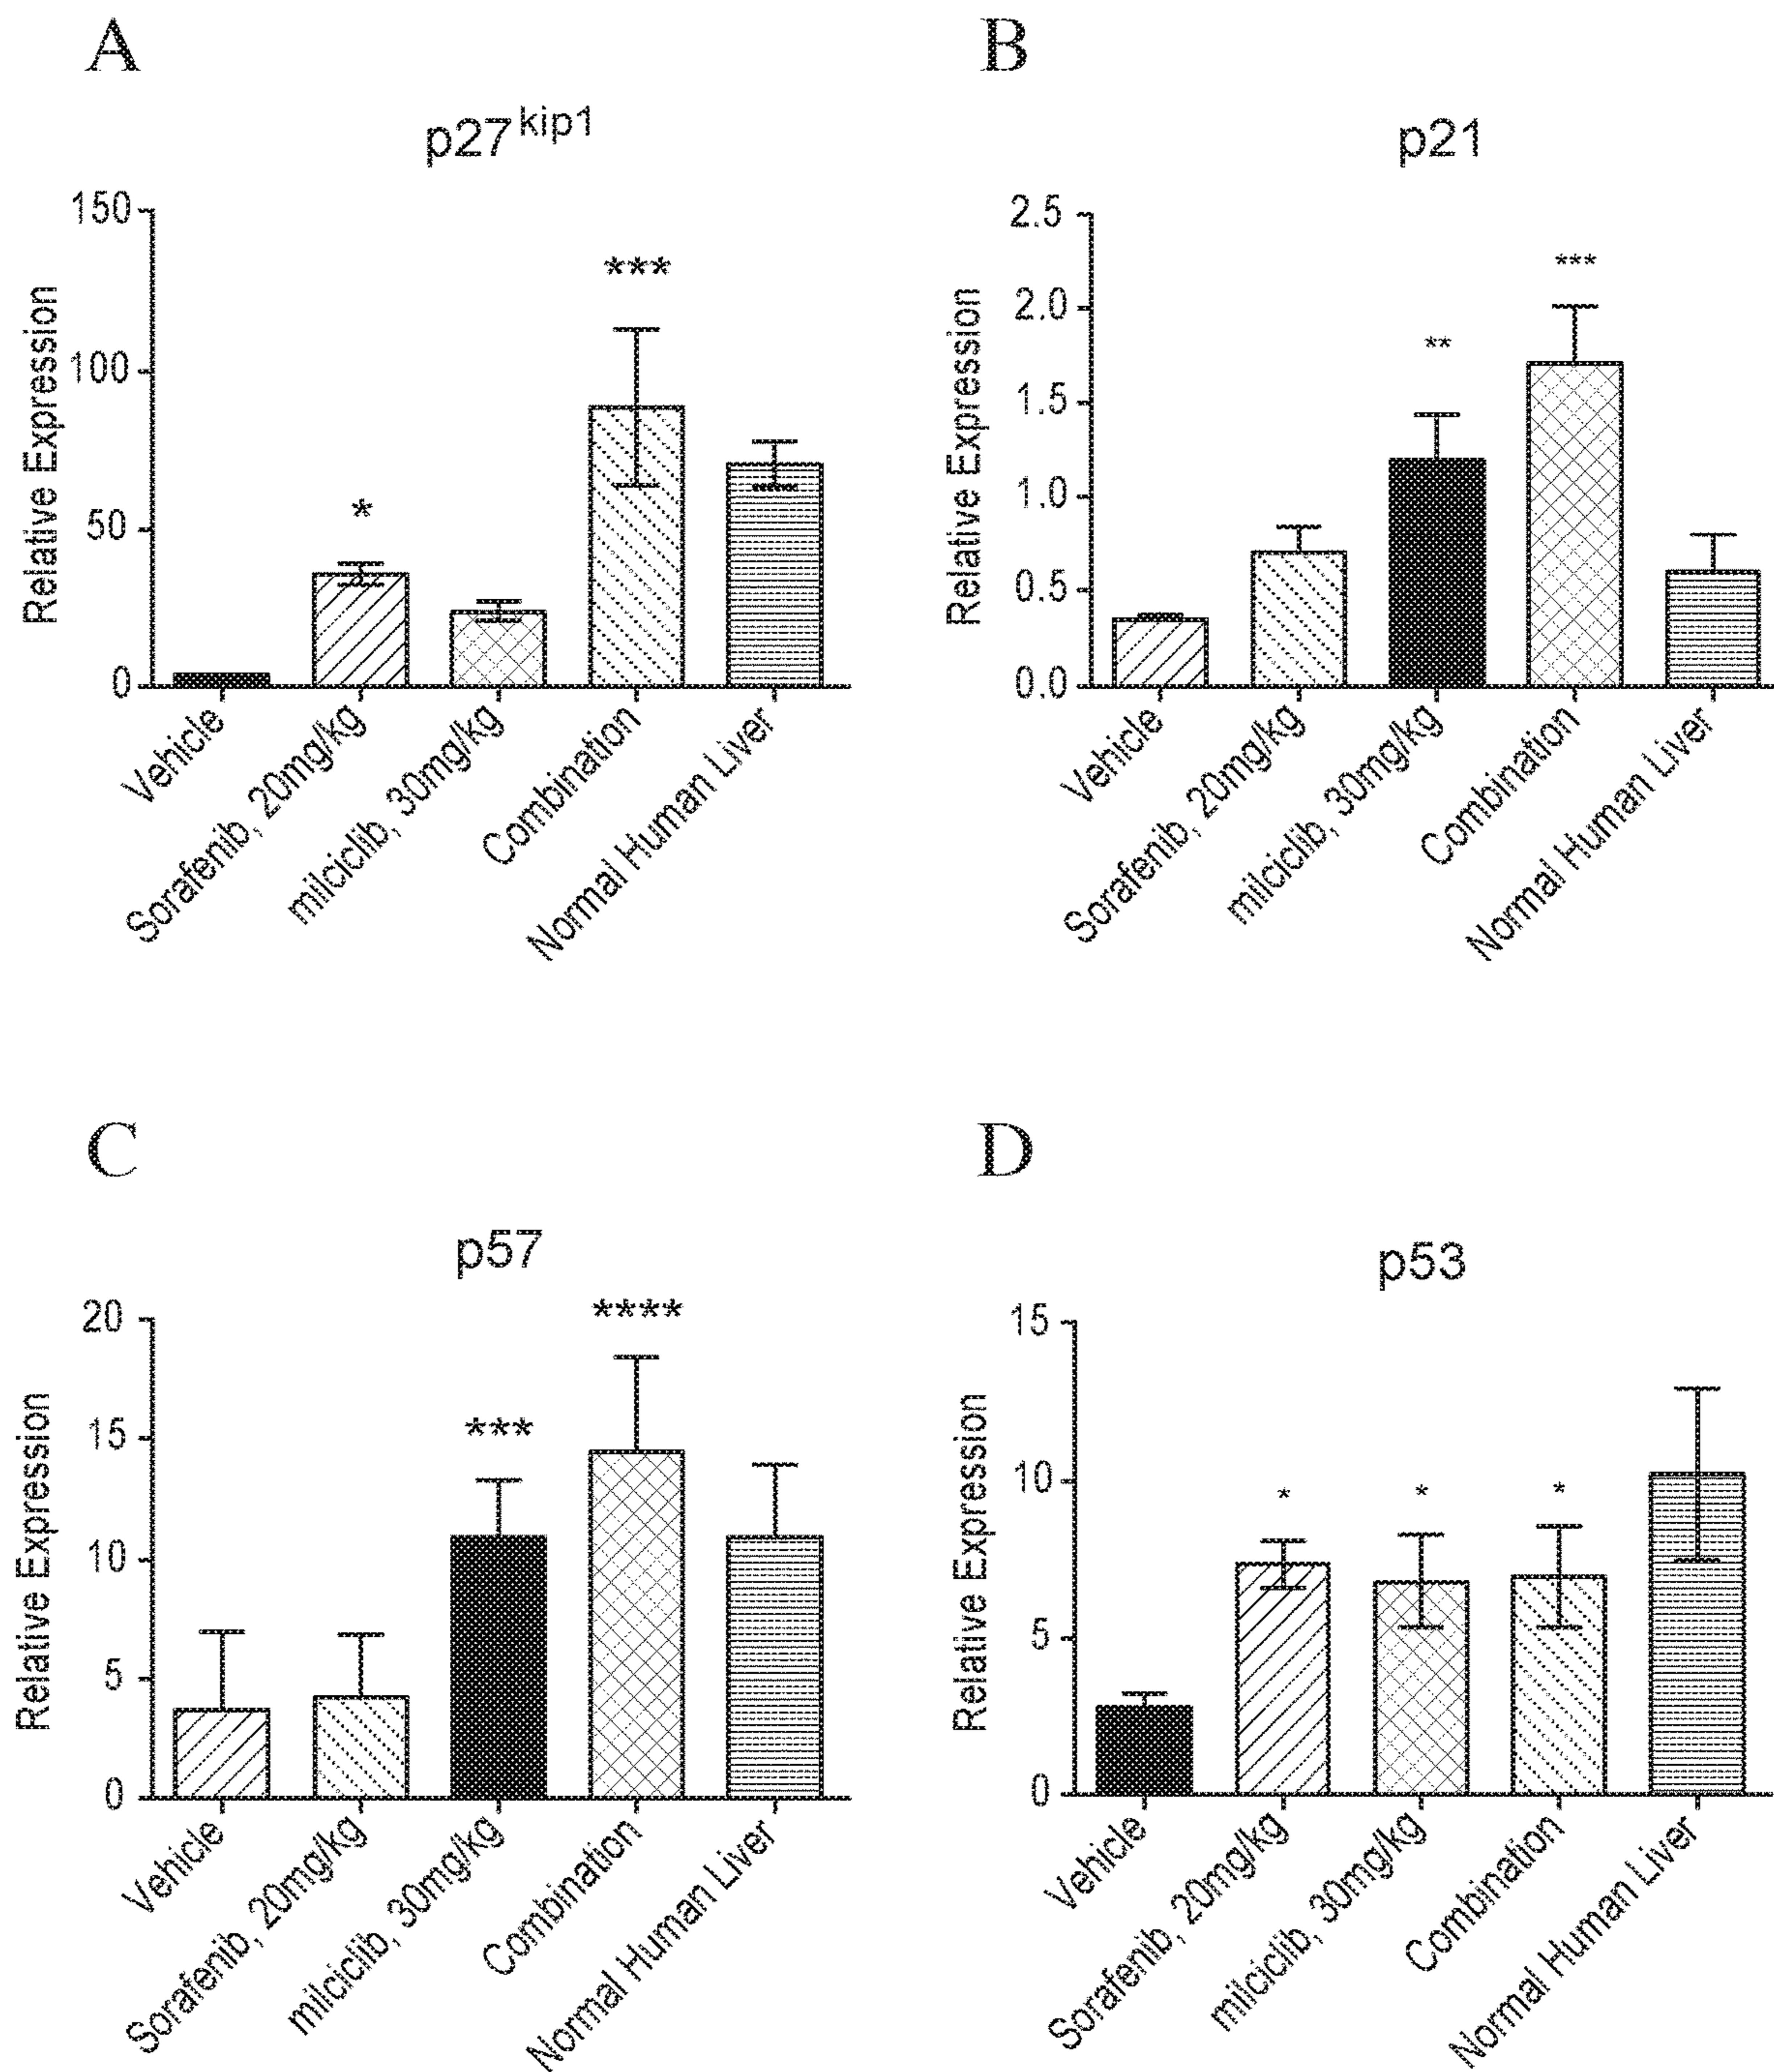 A
p27kip1
150
100
50
0
Relative Expression
*
***
Vehicle
Sorafenib, 20mg/kg
milciclib, 30mg/kg
Combination
Normal Human Liver
B
p21
2.5
2.0
1.5
1.0
0.5
0.0
Relative Expression
**
***
Vehicle
Sorafenib, 20mg/kg
milciclib, 30mg/kg
Combination
Normal Human Liver
C
p57
20
15
10
5
0
Relative Expression
***
****
Vehicle
Sorafenib, 20mg/kg
milciclib, 30mg/kg
Combination
Normal Human Liver
D
p53
15
10
5
0
Relative Expression
*
*
*
Vehicle
Sorafenib, 20mg/kg
milciclib, 30mg/kg
Combination
Normal Human Liver